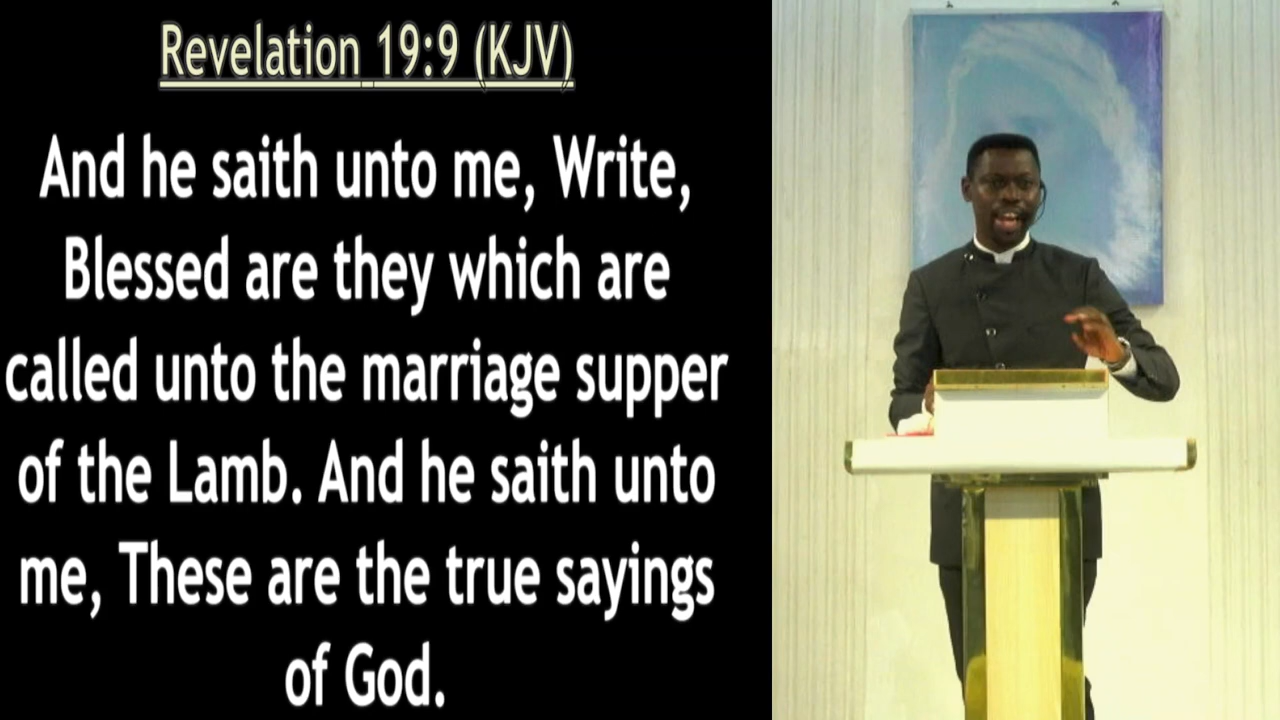 Revelation 19:9 (KJV)
And he saith unto me, Write,
Blessed are they which are
called unto the marriage supper
of the Lamb. And he saith unto
me, These are the true sayings
of God.